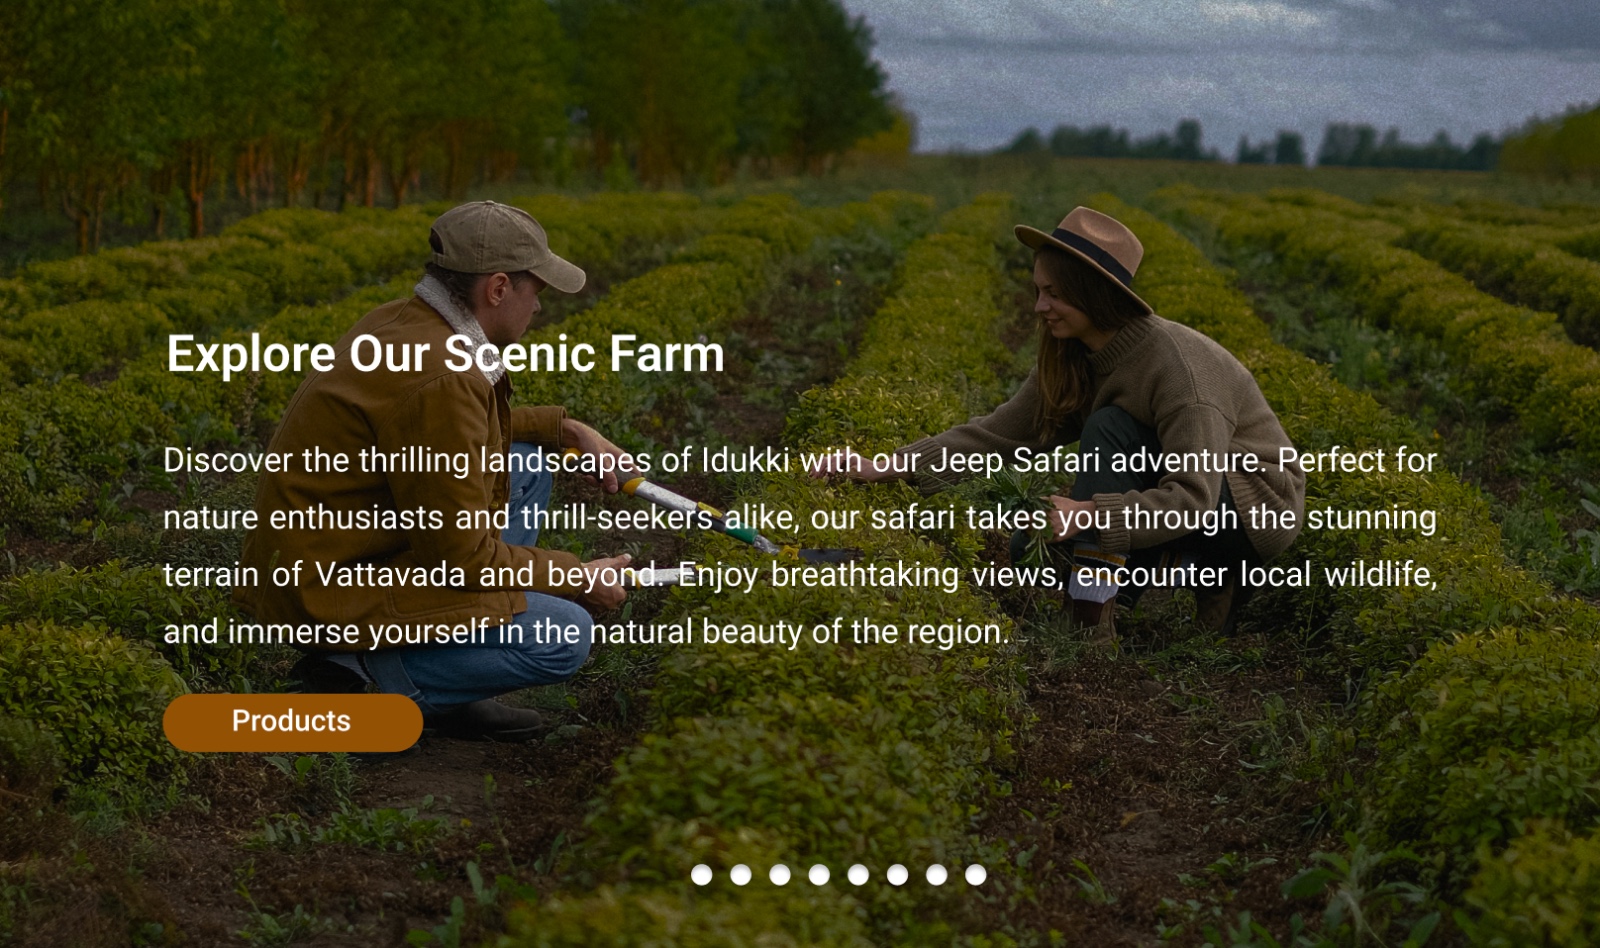 Explore Our Scenic Farm
Discover the thrilling landscapes of Idukki with our Jeep Safari adventure. Perfect for
nature enthusiasts and thrill-seekers alike, our safari takes you through the stunning
terrain of Vattavada and beyond. Enjoy breathtaking views, encounter local wildlife,
and immerse yourself in the natural beauty of the region.
Products